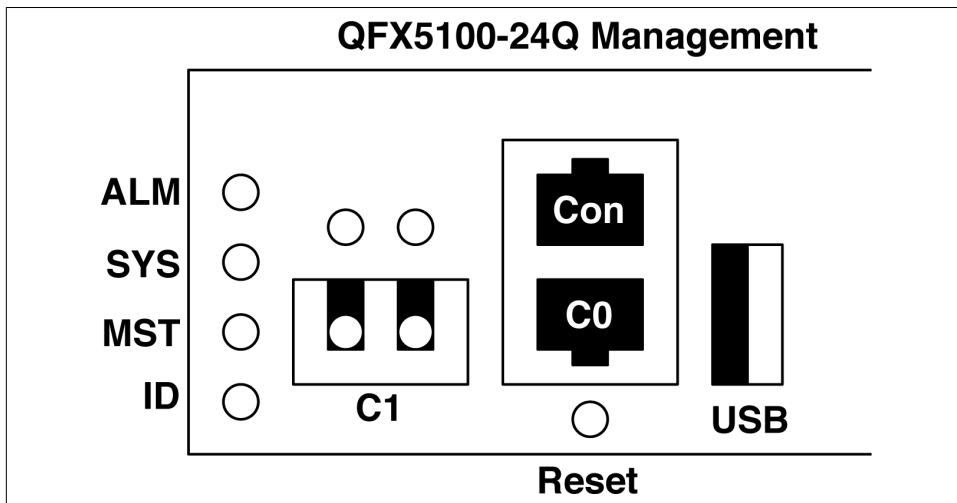 QFX5100-24Q Management
ALM
SYS
MST
ID
Con
C0
C1
USB
Reset